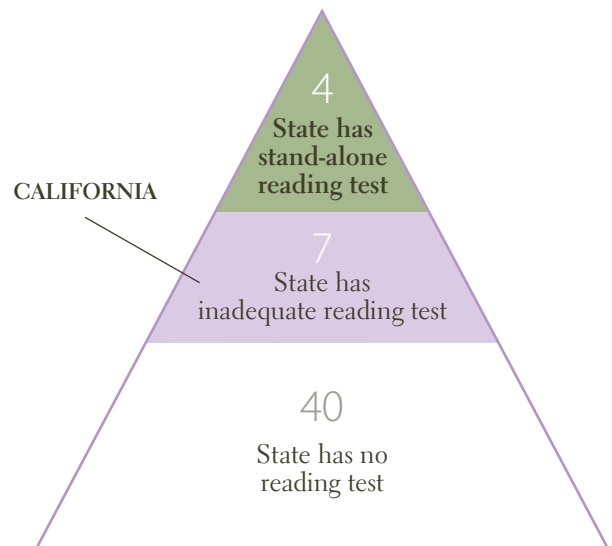 4
State has
stand-alone
reading test
CALIFORNIA
7
State has
inadequate reading test
40
State has no
reading test